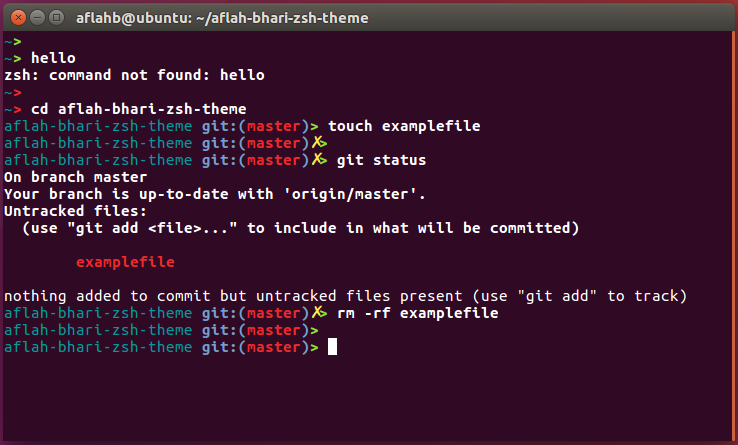 aflahb@ubuntu: ~/aflah-bhari-zsh-theme
~>
~> hello
zsh: command not found: hello
~>
~> cd aflah-bhari-zsh-theme
aflah-bhari-zsh-theme git:(master)> touch examplefile
aflah-bhari-zsh-theme git:(master)✗>
aflah-bhari-zsh-theme git:(master)✗> git status
On branch master
Your branch is up-to-date with 'origin/master'.
Untracked files:
  (use "git add <file>..." to include in what will be committed)
        examplefile
nothing added to commit but untracked files present (use "git add" to track)
aflah-bhari-zsh-theme git:(master)✗> rm -rf examplefile
aflah-bhari-zsh-theme git:(master)>
aflah-bhari-zsh-theme git:(master)>